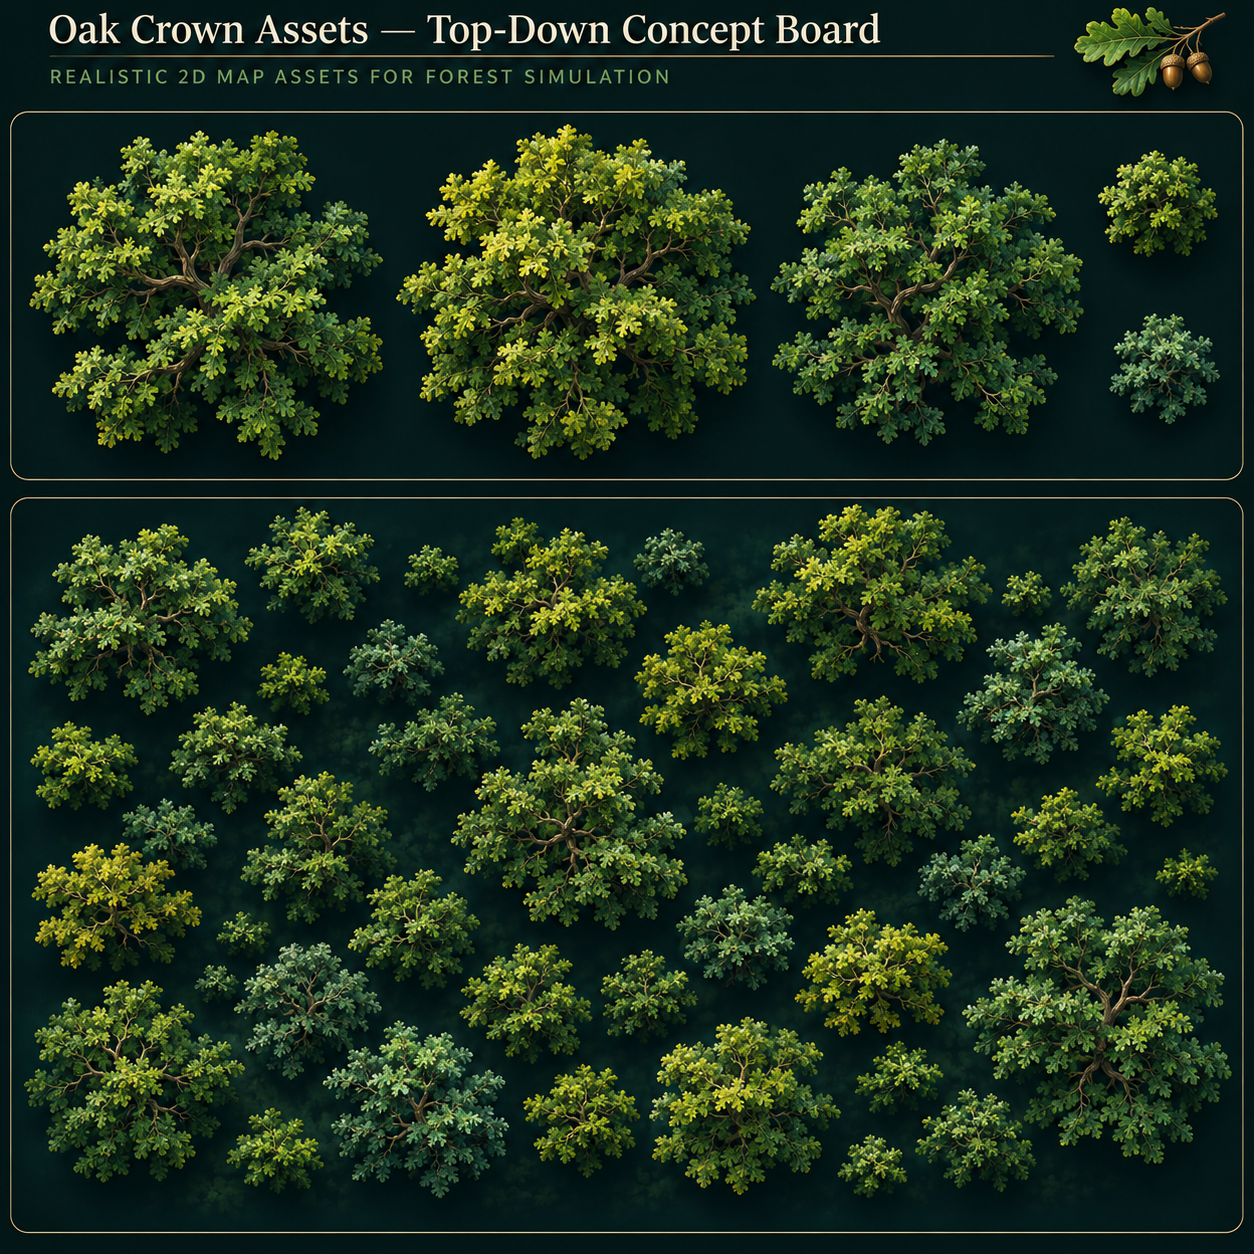 Oak Crown Assets — Top-Down Concept Board
REALISTIC 2D MAP ASSETS FOR FOREST SIMULATION